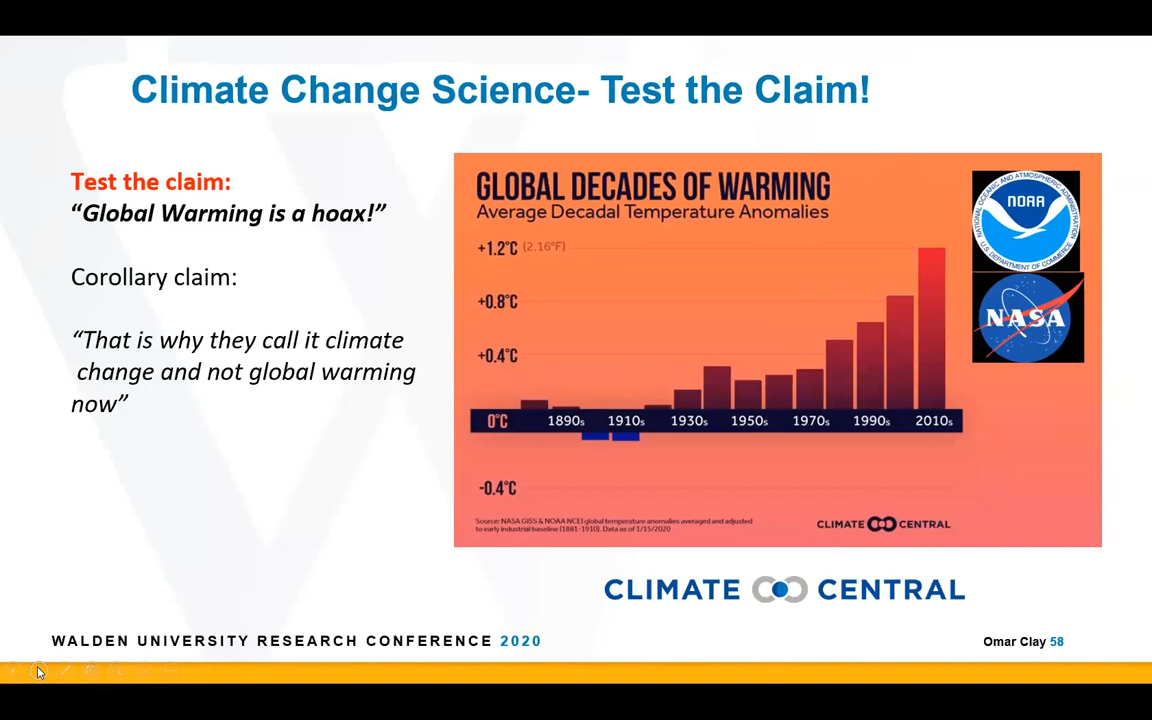 Climate Change Science- Test the Claim!
Test the claim:
“Global Warming is a hoax!”
Corollary claim:
“That is why they call it climate
change and not global warming
now”
GLOBAL DECADES OF WARMING
Average Decadal Temperature Anomalies
+1.2°C (2.16°F)
+0.8°C
+0.4°C
0°C 1890s 1910s 1930s 1950s 1970s 1990s 2010s
-0.4°C
Source: NASA GISS & NOAA NCEI global temperature anomalies averaged and adjusted
to early industrial baseline (1881-1910). Data as of 1/15/2020
CLIMATE CENTRAL
NATIONAL OCEANIC AND ATMOSPHERIC ADMINISTRATION
NOAA
U.S. DEPARTMENT OF COMMERCE
NASA
CLIMATE CENTRAL
WALDEN UNIVERSITY RESEARCH CONFERENCE 2020
Omar Clay 58